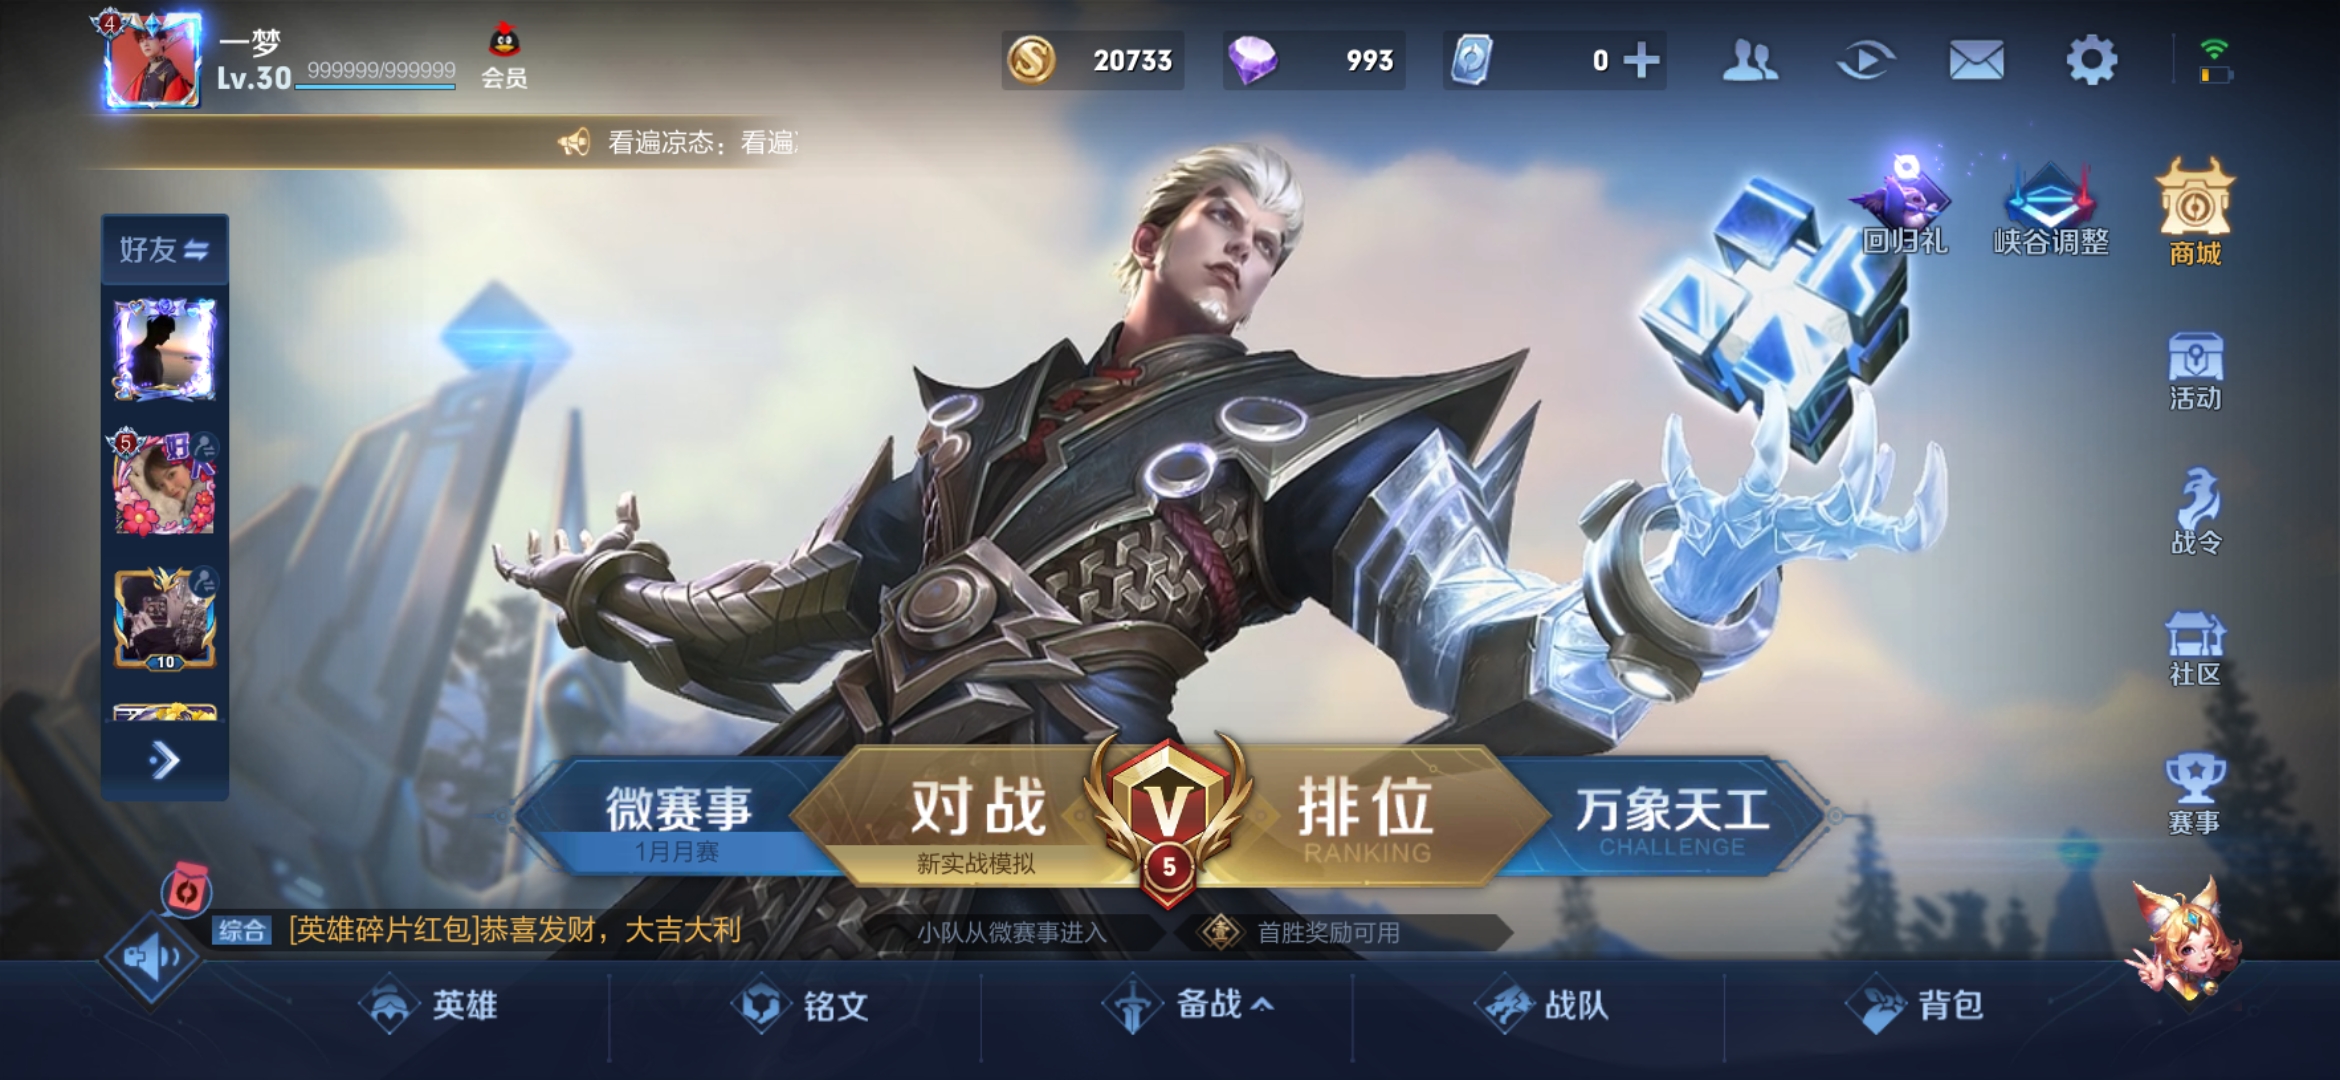 4
一梦
Lv.30 999999/999999
会员
20733
993
0
看遍凉态：看遍
好友
回归礼
峡谷调整
商城
活动
5
战令
10
社区
赛事
微赛事
1月月赛
对战
新实战模拟
V
5
排位
RANKING
万象天工
CHALLENGE
综合 [英雄碎片红包]恭喜发财，大吉大利
小队从微赛事进入
壹 首胜奖励可用
英雄
铭文
备战
战队
背包